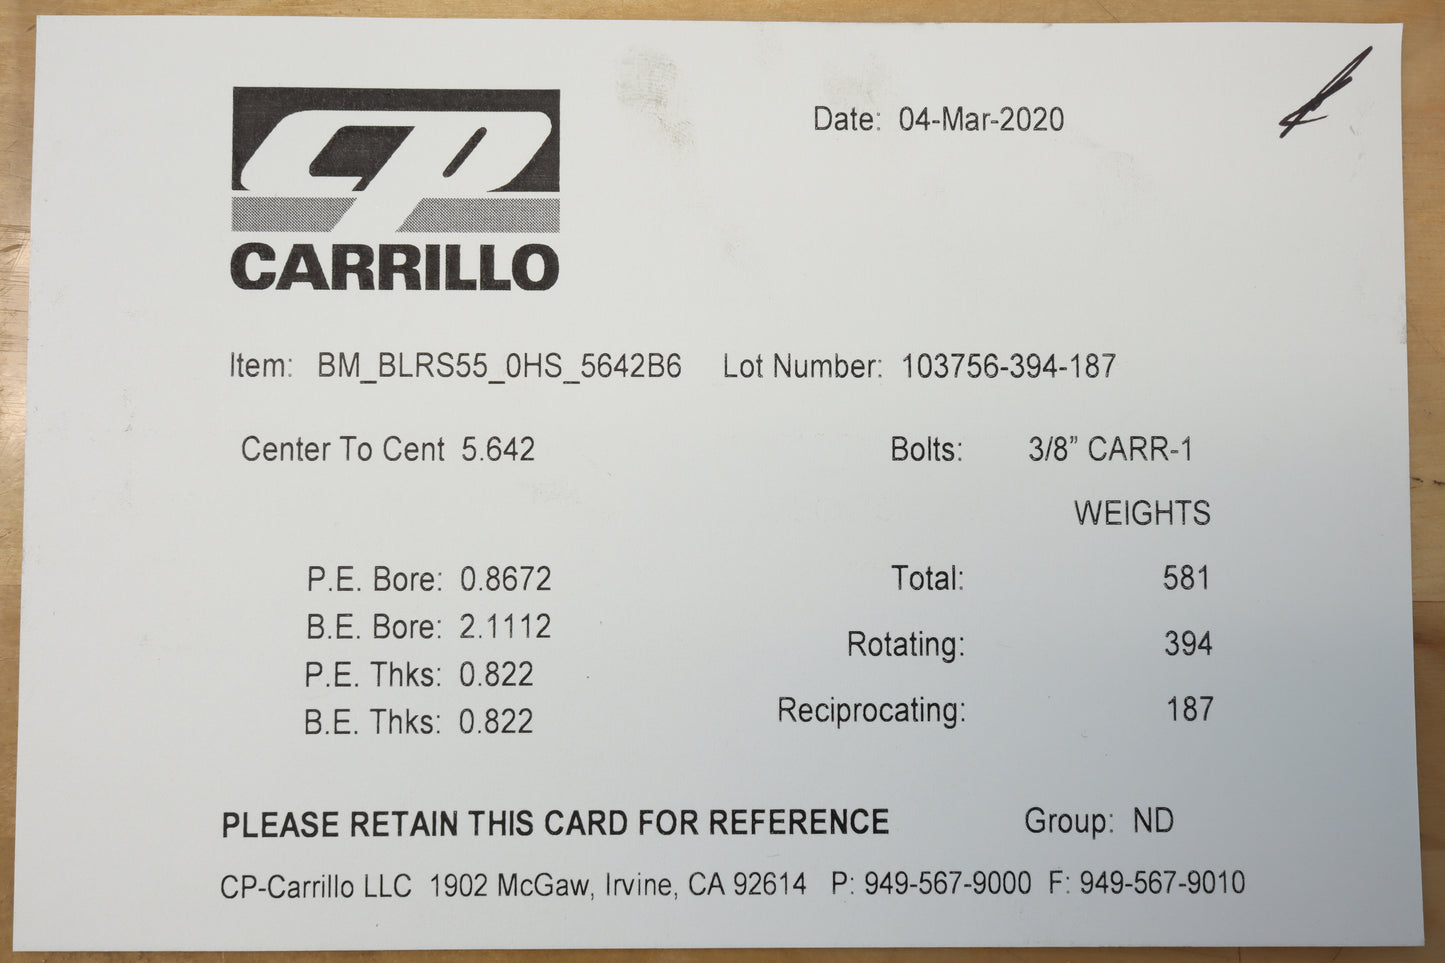 CP
CARRILLO
Date: 04-Mar-2020
Item: BM_BLRS55_0HS_5642B6 Lot Number: 103756-394-187
Center To Cent 5.642 Bolts: 3/8” CARR-1
WEIGHTS
P.E. Bore: 0.8672 Total: 581
B.E. Bore: 2.1112 Rotating: 394
P.E. Thks: 0.822
B.E. Thks: 0.822 Reciprocating: 187
PLEASE RETAIN THIS CARD FOR REFERENCE Group: ND
CP-Carrillo LLC 1902 McGaw, Irvine, CA 92614 P: 949-567-9000 F: 949-567-9010